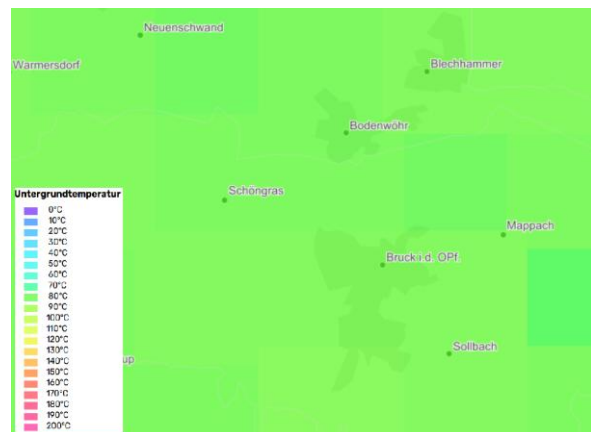 Neuenschwand
Warmersdorf
Blechhammer
Bodenwöhr
Schöngras
Mappach
Bruck i.d. OPf.
Sollbach
up
Untergrundtemperatur
0°C
10°C
20°C
30°C
40°C
50°C
60°C
70°C
80°C
90°C
100°C
110°C
120°C
130°C
140°C
150°C
160°C
170°C
180°C
190°C
200°C